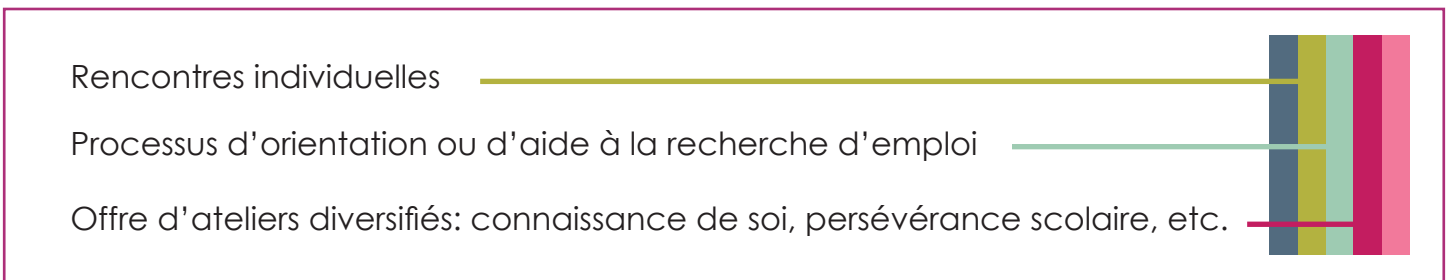 Rencontres individuelles
Processus d’orientation ou d’aide à la recherche d’emploi
Offre d’ateliers diversifiés: connaissance de soi, persévérance scolaire, etc.